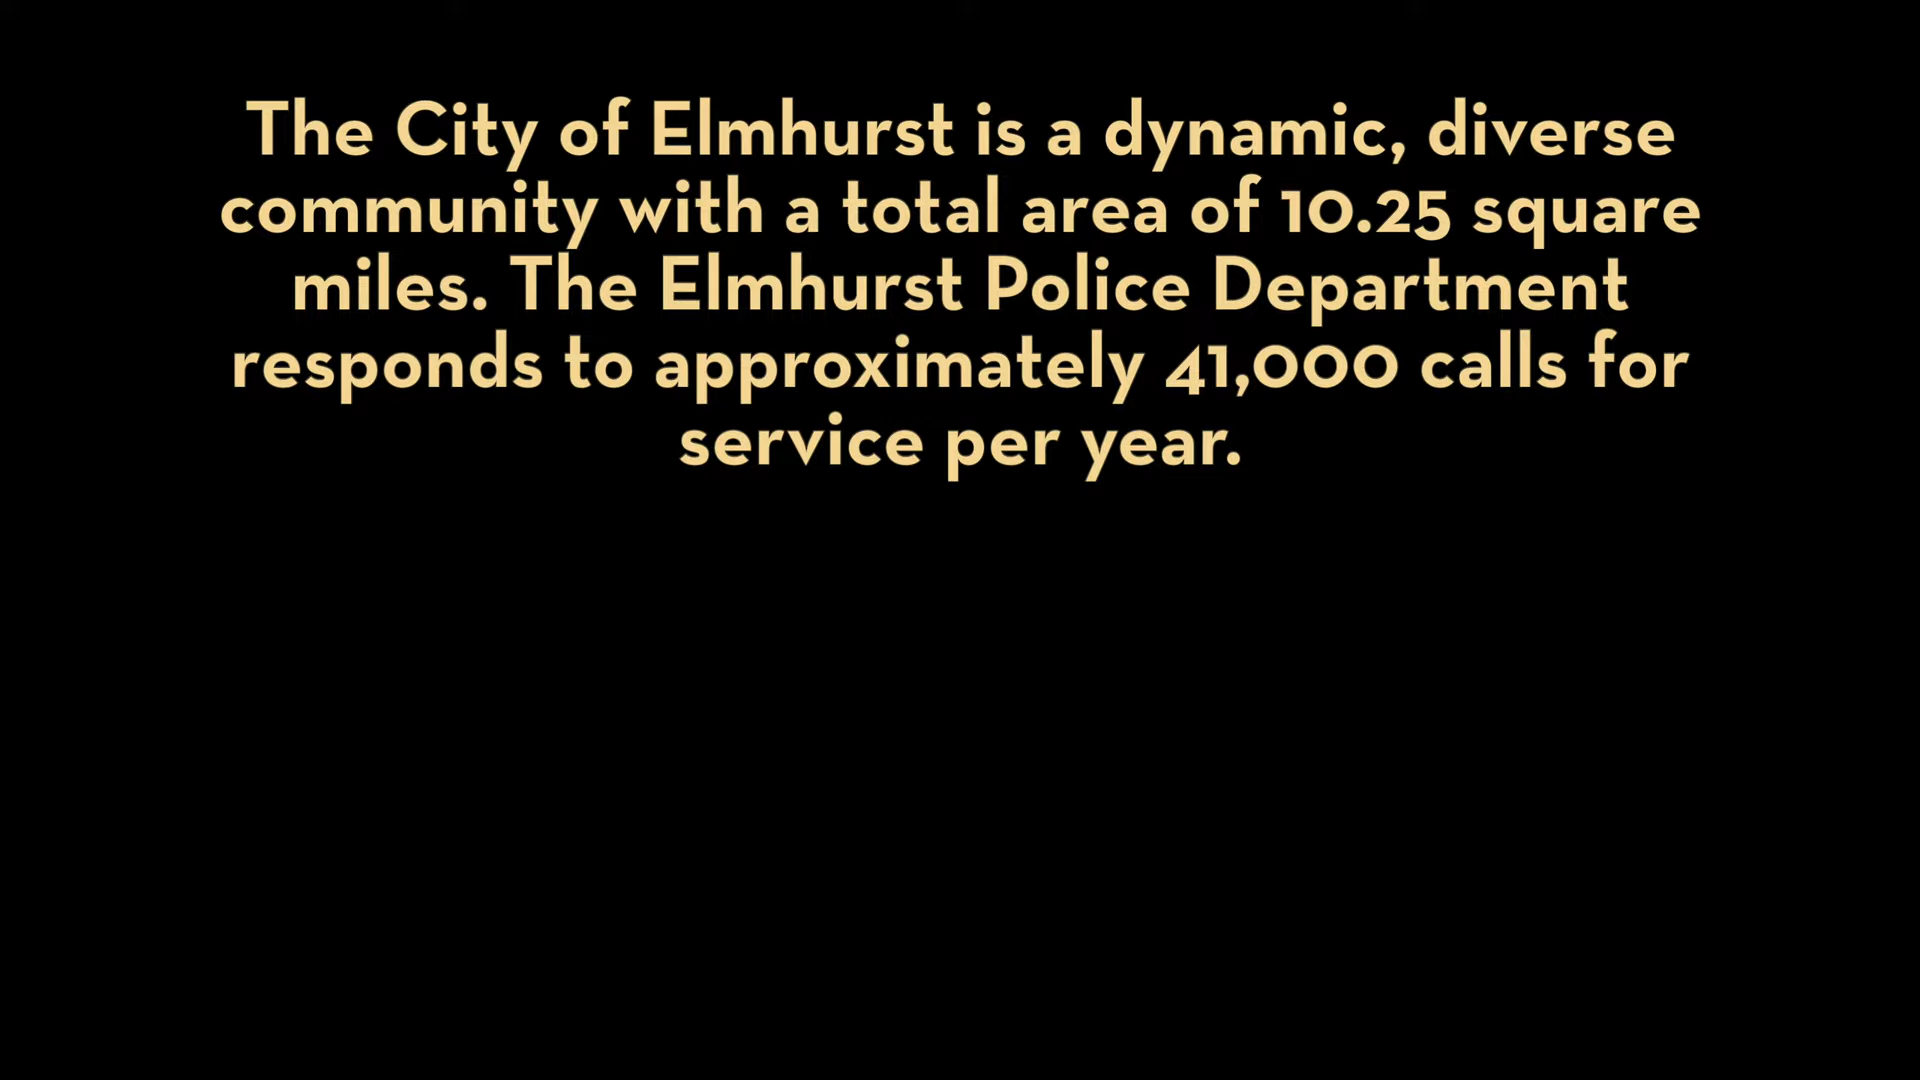 The City of Elmhurst is a dynamic, diverse
community with a total area of 10.25 square
miles. The Elmhurst Police Department
responds to approximately 41,000 calls for
service per year.